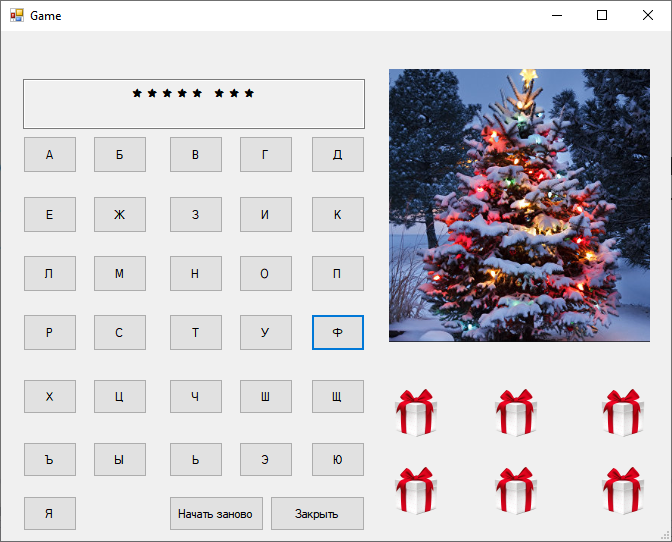 Game
★★★★★ ★★★
А Б В Г Д
Е Ж З И К
Л М Н О П
Р С Т У Ф
Х Ц Ч Ш Щ
Ъ Ы Ь Э Ю
Я Начать заново Закрыть